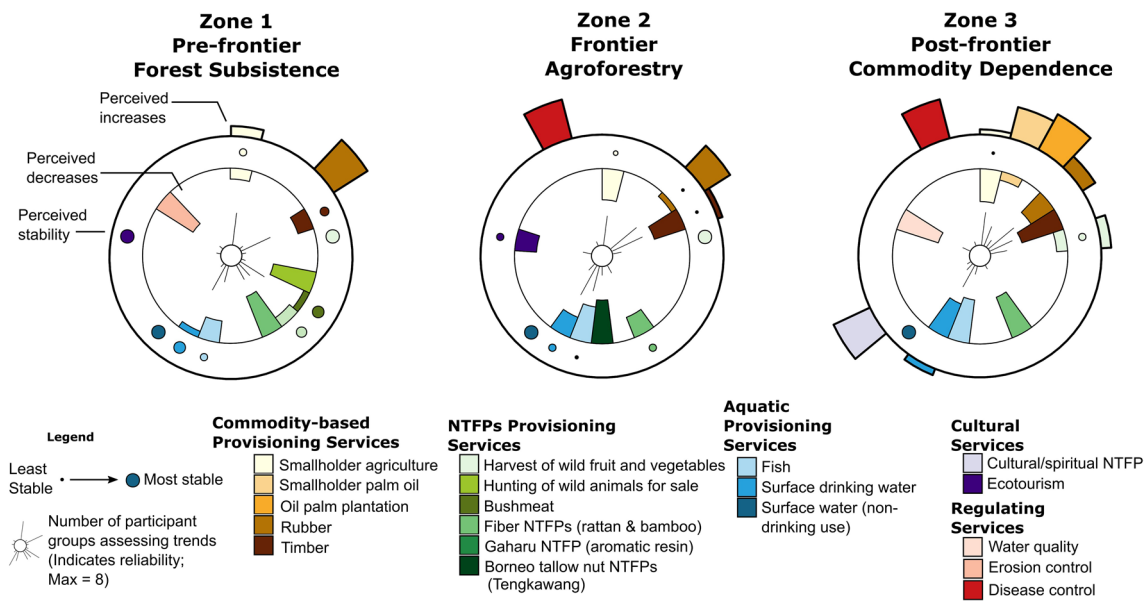 Zone 1
Pre-frontier
Forest Subsistence
Zone 2
Frontier
Agroforestry
Zone 3
Post-frontier
Commodity Dependence
Perceived
increases
Perceived
decreases
Perceived
stability
Legend
Least
Stable
Most stable
Number of participant
groups assessing trends
(Indicates reliability;
Max = 8)
Commodity-based
Provisioning Services
Smallholder agriculture
Smallholder palm oil
Oil palm plantation
Rubber
Timber
NTFPs Provisioning
Services
Harvest of wild fruit and vegetables
Hunting of wild animals for sale
Bushmeat
Fiber NTFPs (rattan & bamboo)
Gaharu NTFP (aromatic resin)
Borneo tallow nut NTFPs
(Tengkawang)
Aquatic
Provisioning
Services
Fish
Surface drinking water
Surface water (non-
drinking use)
Cultural
Services
Cultural/spiritual NTFP
Ecotourism
Regulating
Services
Water quality
Erosion control
Disease control